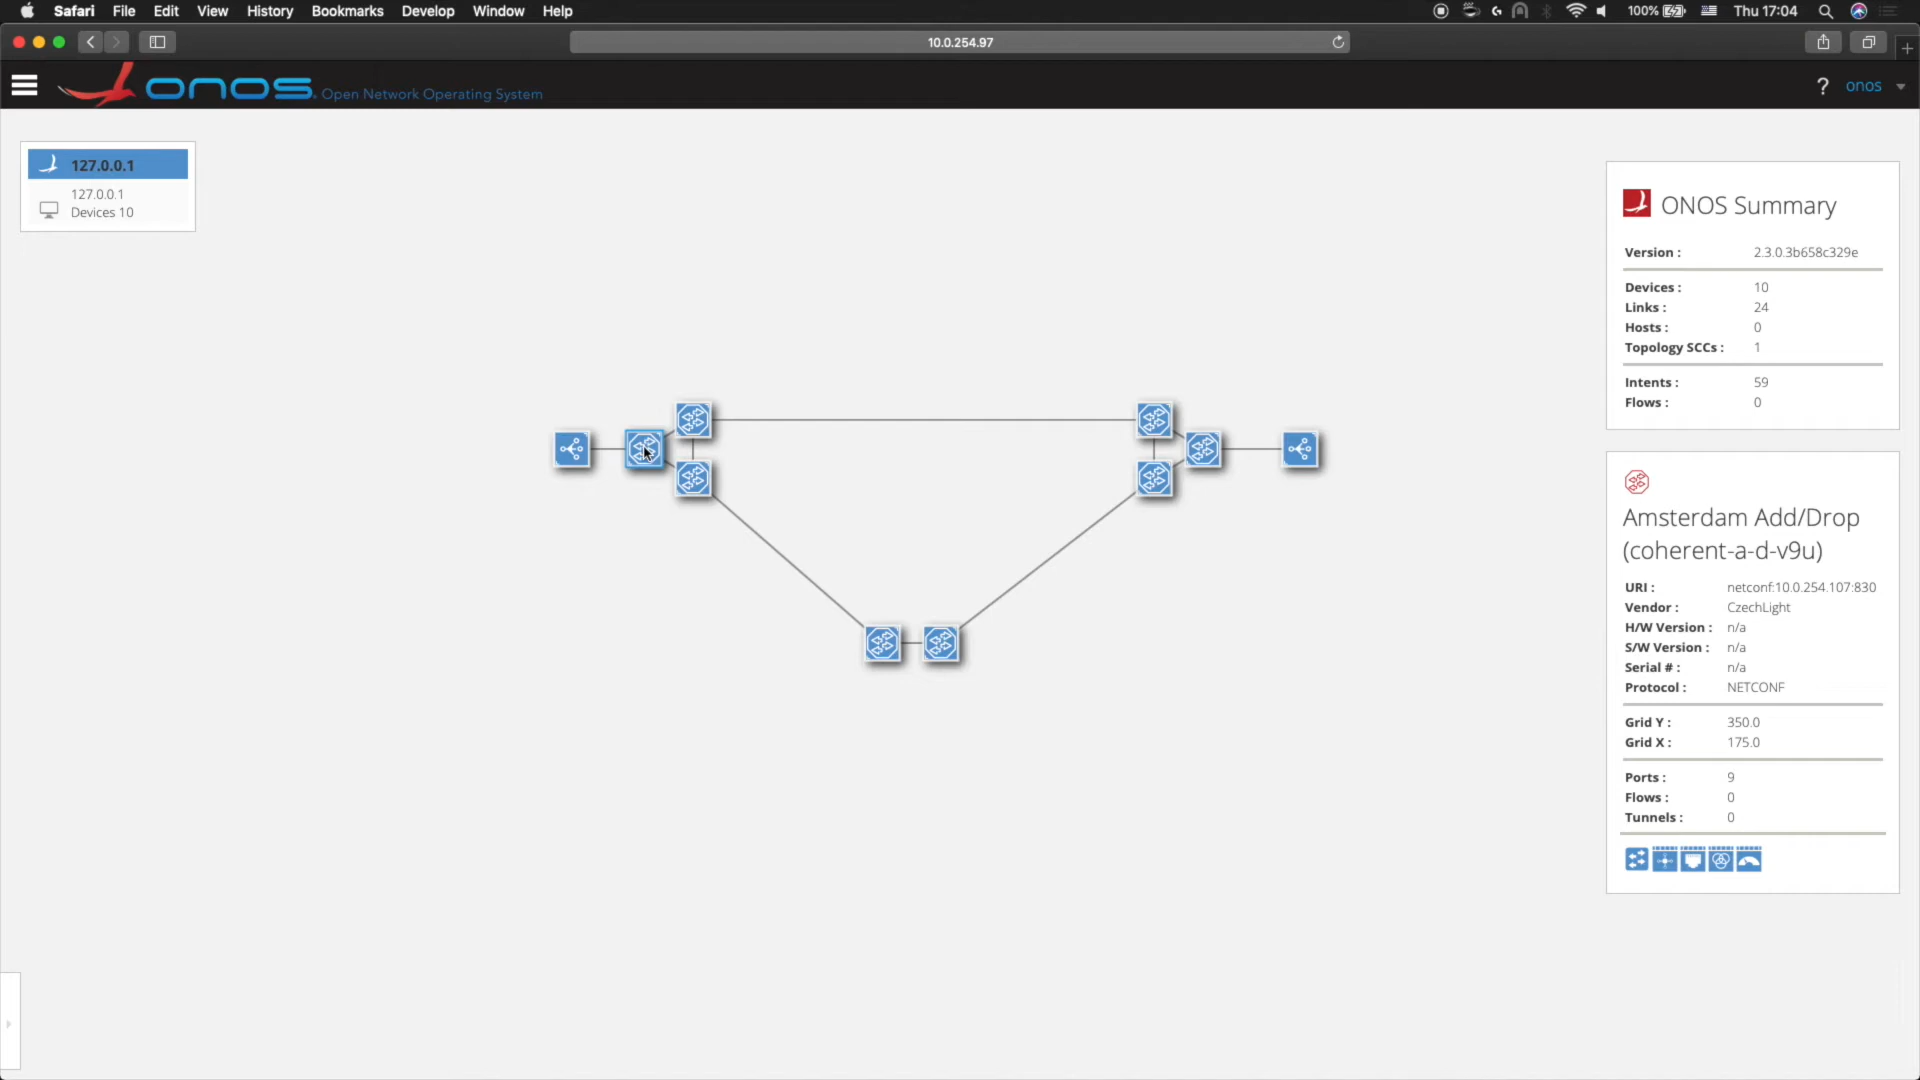 Safari File Edit View History Bookmarks Develop Window Help 100% Thu 17:04
10.0.254.97
onos Open Network Operating System ? onos
127.0.0.1
127.0.0.1
Devices 10
ONOS Summary
Version : 2.3.0.3b658c329e
Devices : 10
Links : 24
Hosts : 0
Topology SCCs : 1
Intents : 59
Flows : 0
Amsterdam Add/Drop
(coherent-a-d-v9u)
URI : netconf:10.0.254.107:830
Vendor : CzechLight
H/W Version : n/a
S/W Version : n/a
Serial # : n/a
Protocol : NETCONF
Grid Y : 350.0
Grid X : 175.0
Ports : 9
Flows : 0
Tunnels : 0